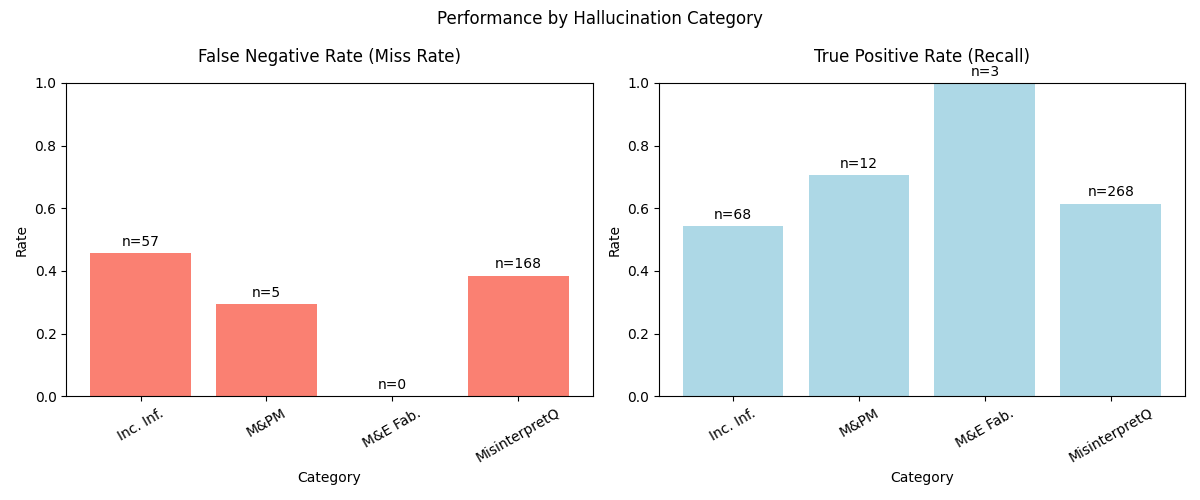 Performance by Hallucination Category
False Negative Rate (Miss Rate)
1.0
0.8
0.6
0.4
0.2
0.0
Rate
n=57
n=5
n=0
n=168
Inc. Inf.
M&PM
M&E Fab.
MisinterpretQ
Category
True Positive Rate (Recall)
1.0
0.8
0.6
0.4
0.2
0.0
Rate
n=68
n=12
n=3
n=268
Inc. Inf.
M&PM
M&E Fab.
MisinterpretQ
Category